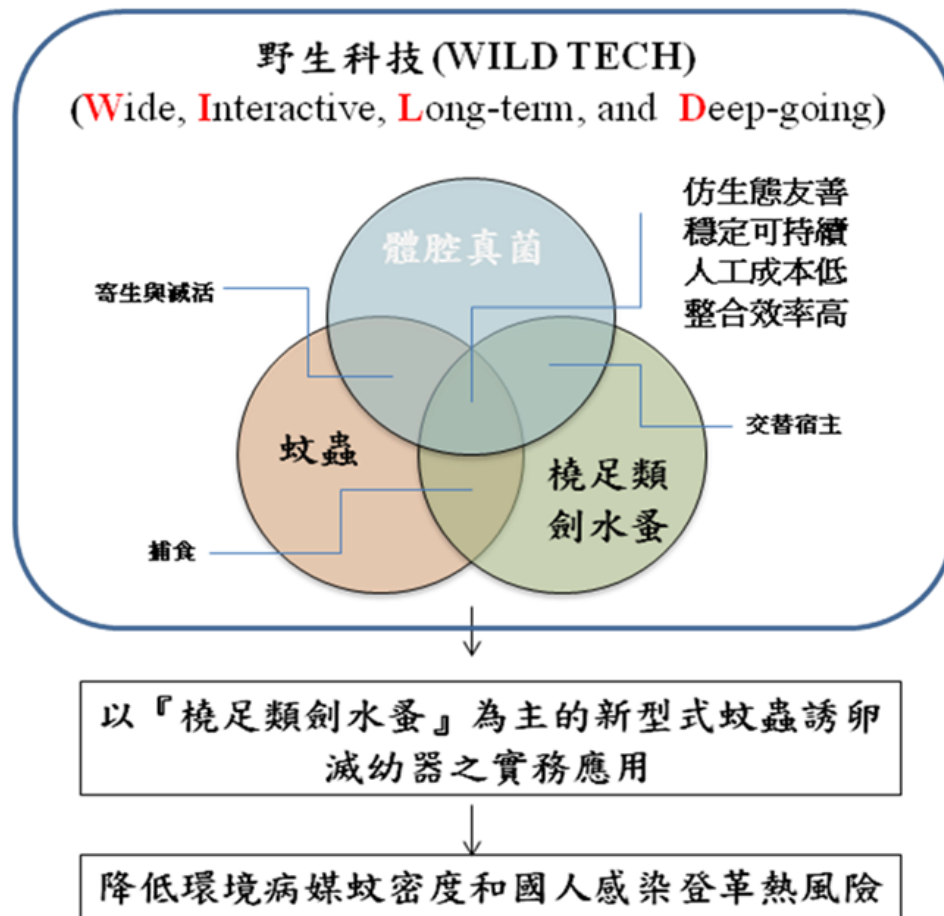 野生科技(WILD TECH)
(Wide, Interactive, Long-term, and Deep-going)
體腔真菌
仿生態友善
穩定可持續
人工成本低
整合效率高
寄生與減活
交替宿主
蚊蟲
橈足類
劍水蚤
捕食
以『橈足類劍水蚤』為主的新型式蚊蟲誘卵
滅幼器之實務應用
降低環境病媒蚊密度和國人感染登革熱風險